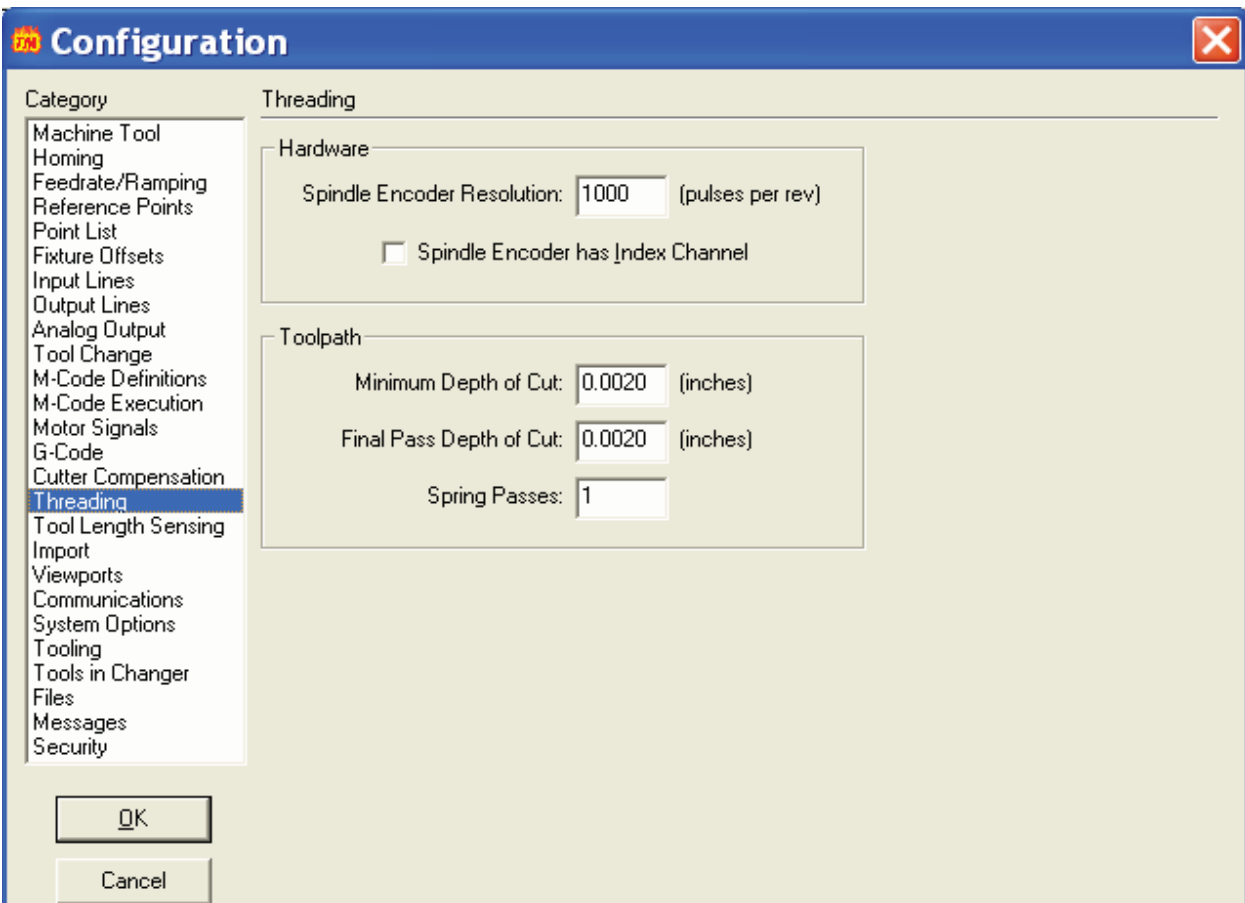 Configuration
Category
Threading
Machine Tool
Homing
Feedrate/Ramping
Reference Points
Point List
Fixture Offsets
Input Lines
Output Lines
Analog Output
Tool Change
M-Code Definitions
M-Code Execution
Motor Signals
G-Code
Cutter Compensation
Threading
Tool Length Sensing
Import
Viewports
Communications
System Options
Tooling
Tools in Changer
Files
Messages
Security
Hardware
Spindle Encoder Resolution: 1000 (pulses per rev)
Spindle Encoder has Index Channel
Toolpath
Minimum Depth of Cut: 0.0020 (inches)
Final Pass Depth of Cut: 0.0020 (inches)
Spring Passes: 1
OK
Cancel